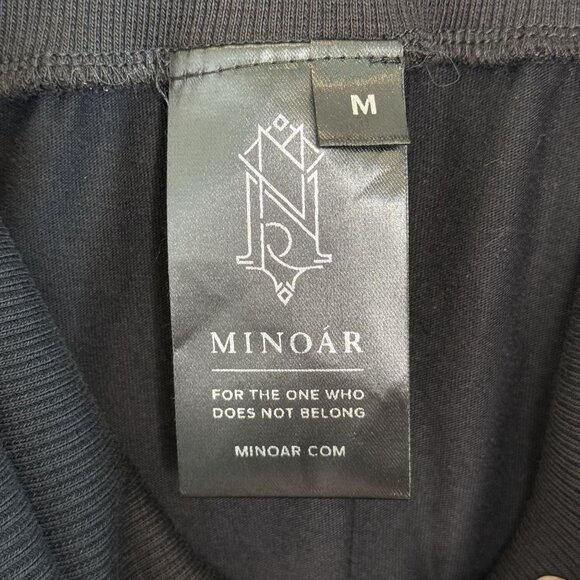 M
MINOÁR
FOR THE ONE WHO
DOES NOT BELONG
MINOAR COM